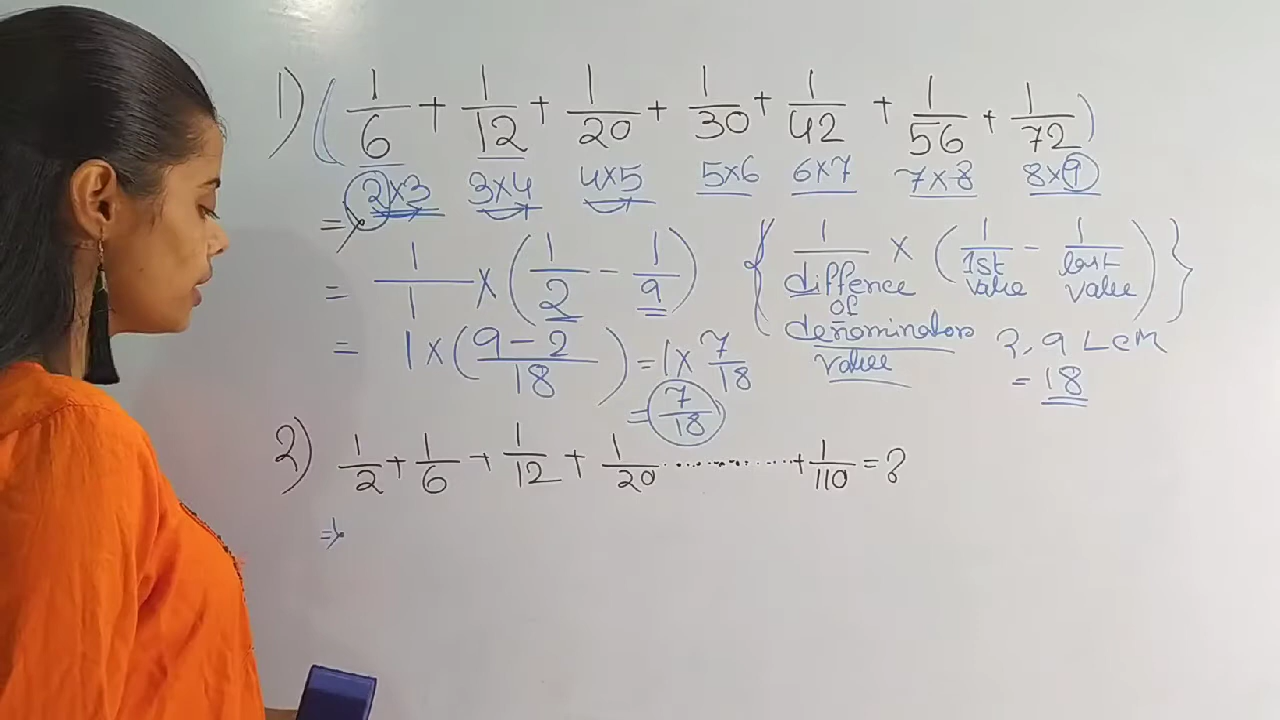 1) ( 1/6 + 1/12 + 1/20 + 1/30 + 1/42 + 1/56 + 1/72 )
2×3 3×4 4×5 5×6 6×7 7×8 8×9
⇒
= 1/1 × ( 1/2 − 1/9 ) { 1/diffence of denominators value × ( 1/1st value − 1/last value ) }
= 1 × ( 9 − 2/18 ) = 1 × 7/18 2, 9 LCM
= 7/18 = 18
2) 1/2 + 1/6 + 1/12 + 1/20 .............. + 1/110 = ?
⇒